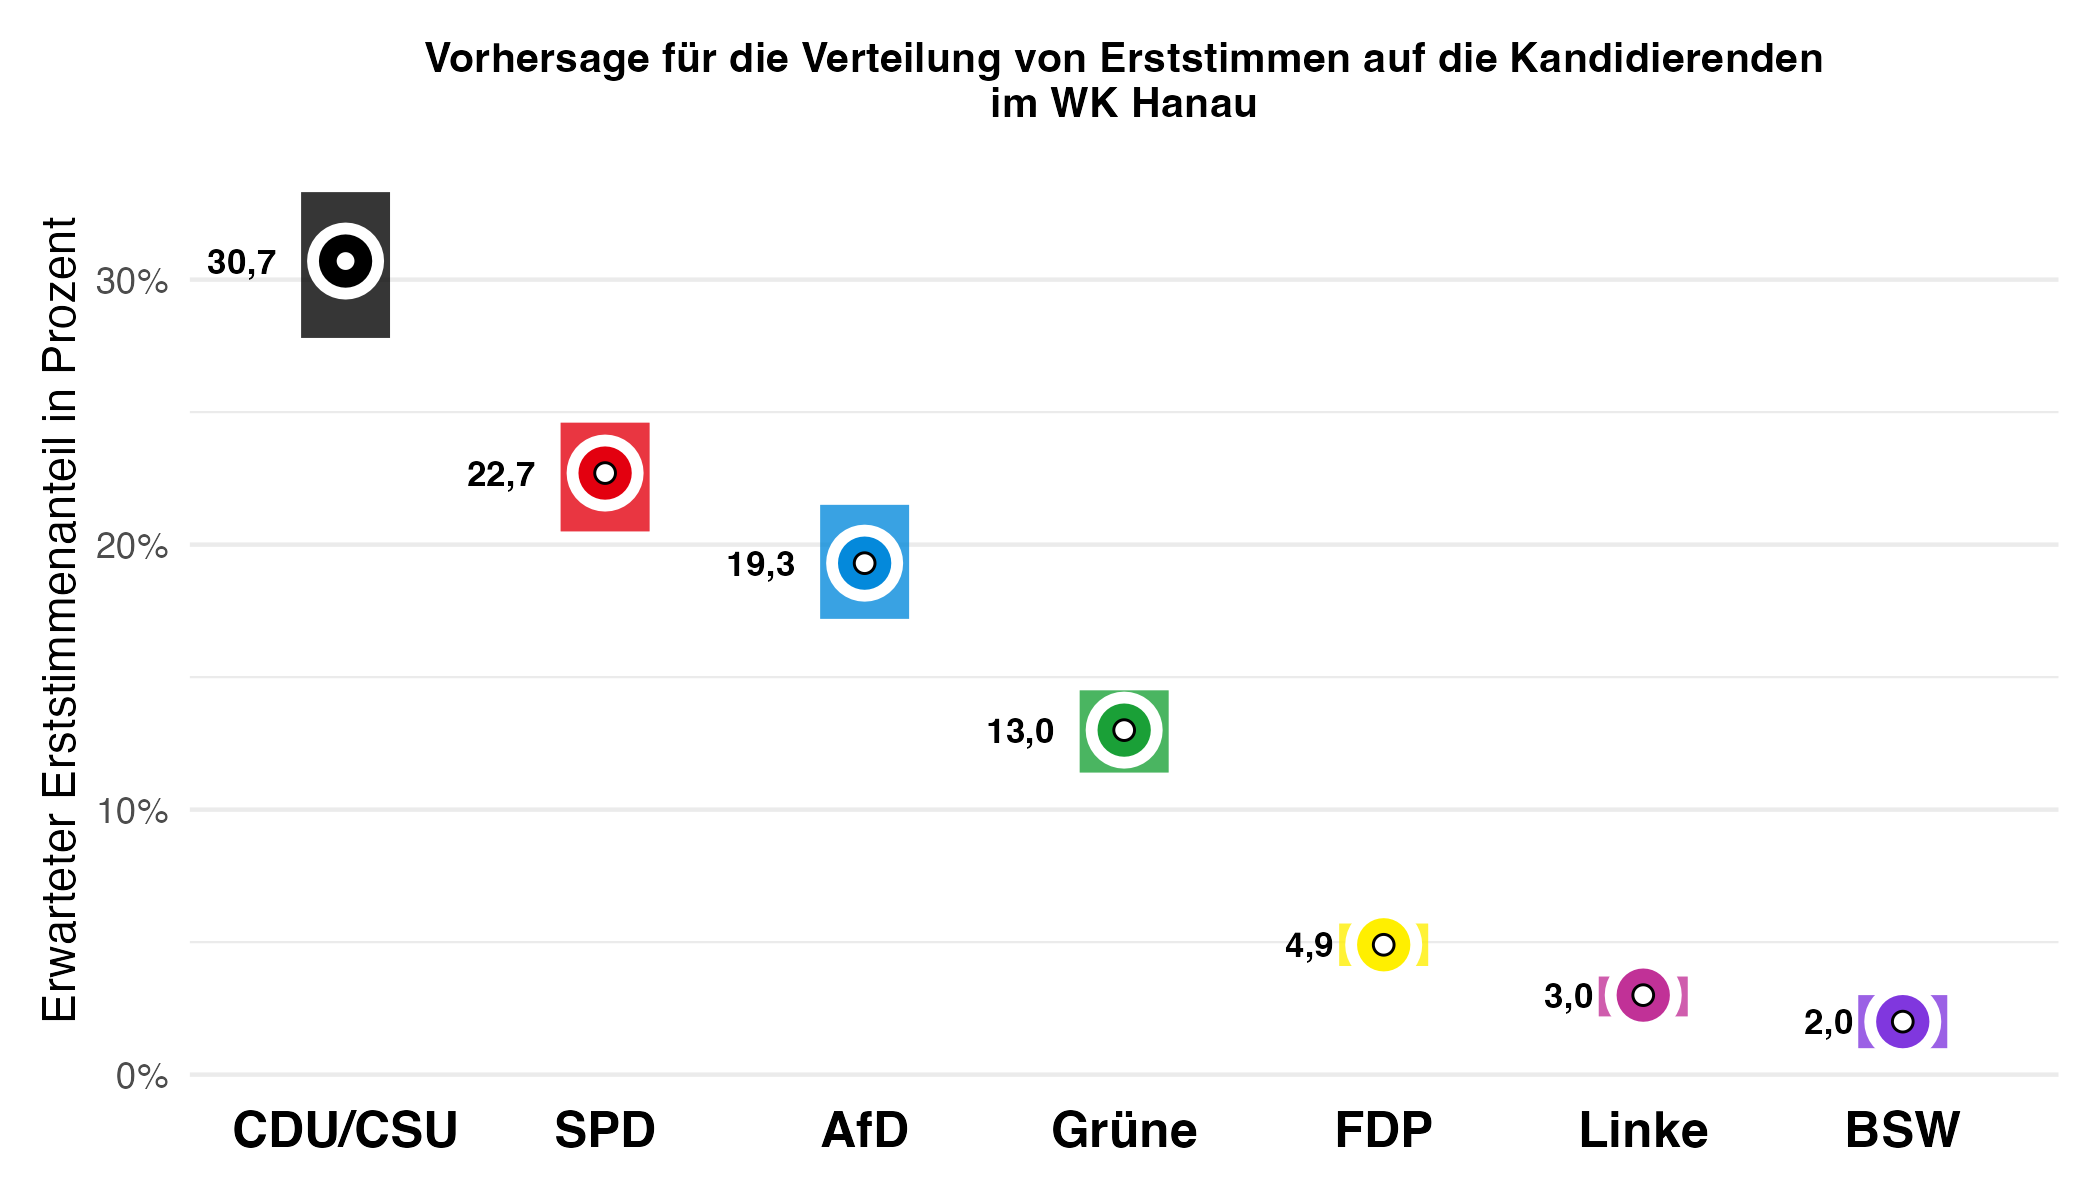 Vorhersage für die Verteilung von Erststimmen auf die Kandidierenden
im WK Hanau
Erwarteter Erststimmenanteil in Prozent
30%
20%
10%
0%
30,7
22,7
19,3
13,0
4,9
3,0
2,0
CDU/CSU
SPD
AfD
Grüne
FDP
Linke
BSW